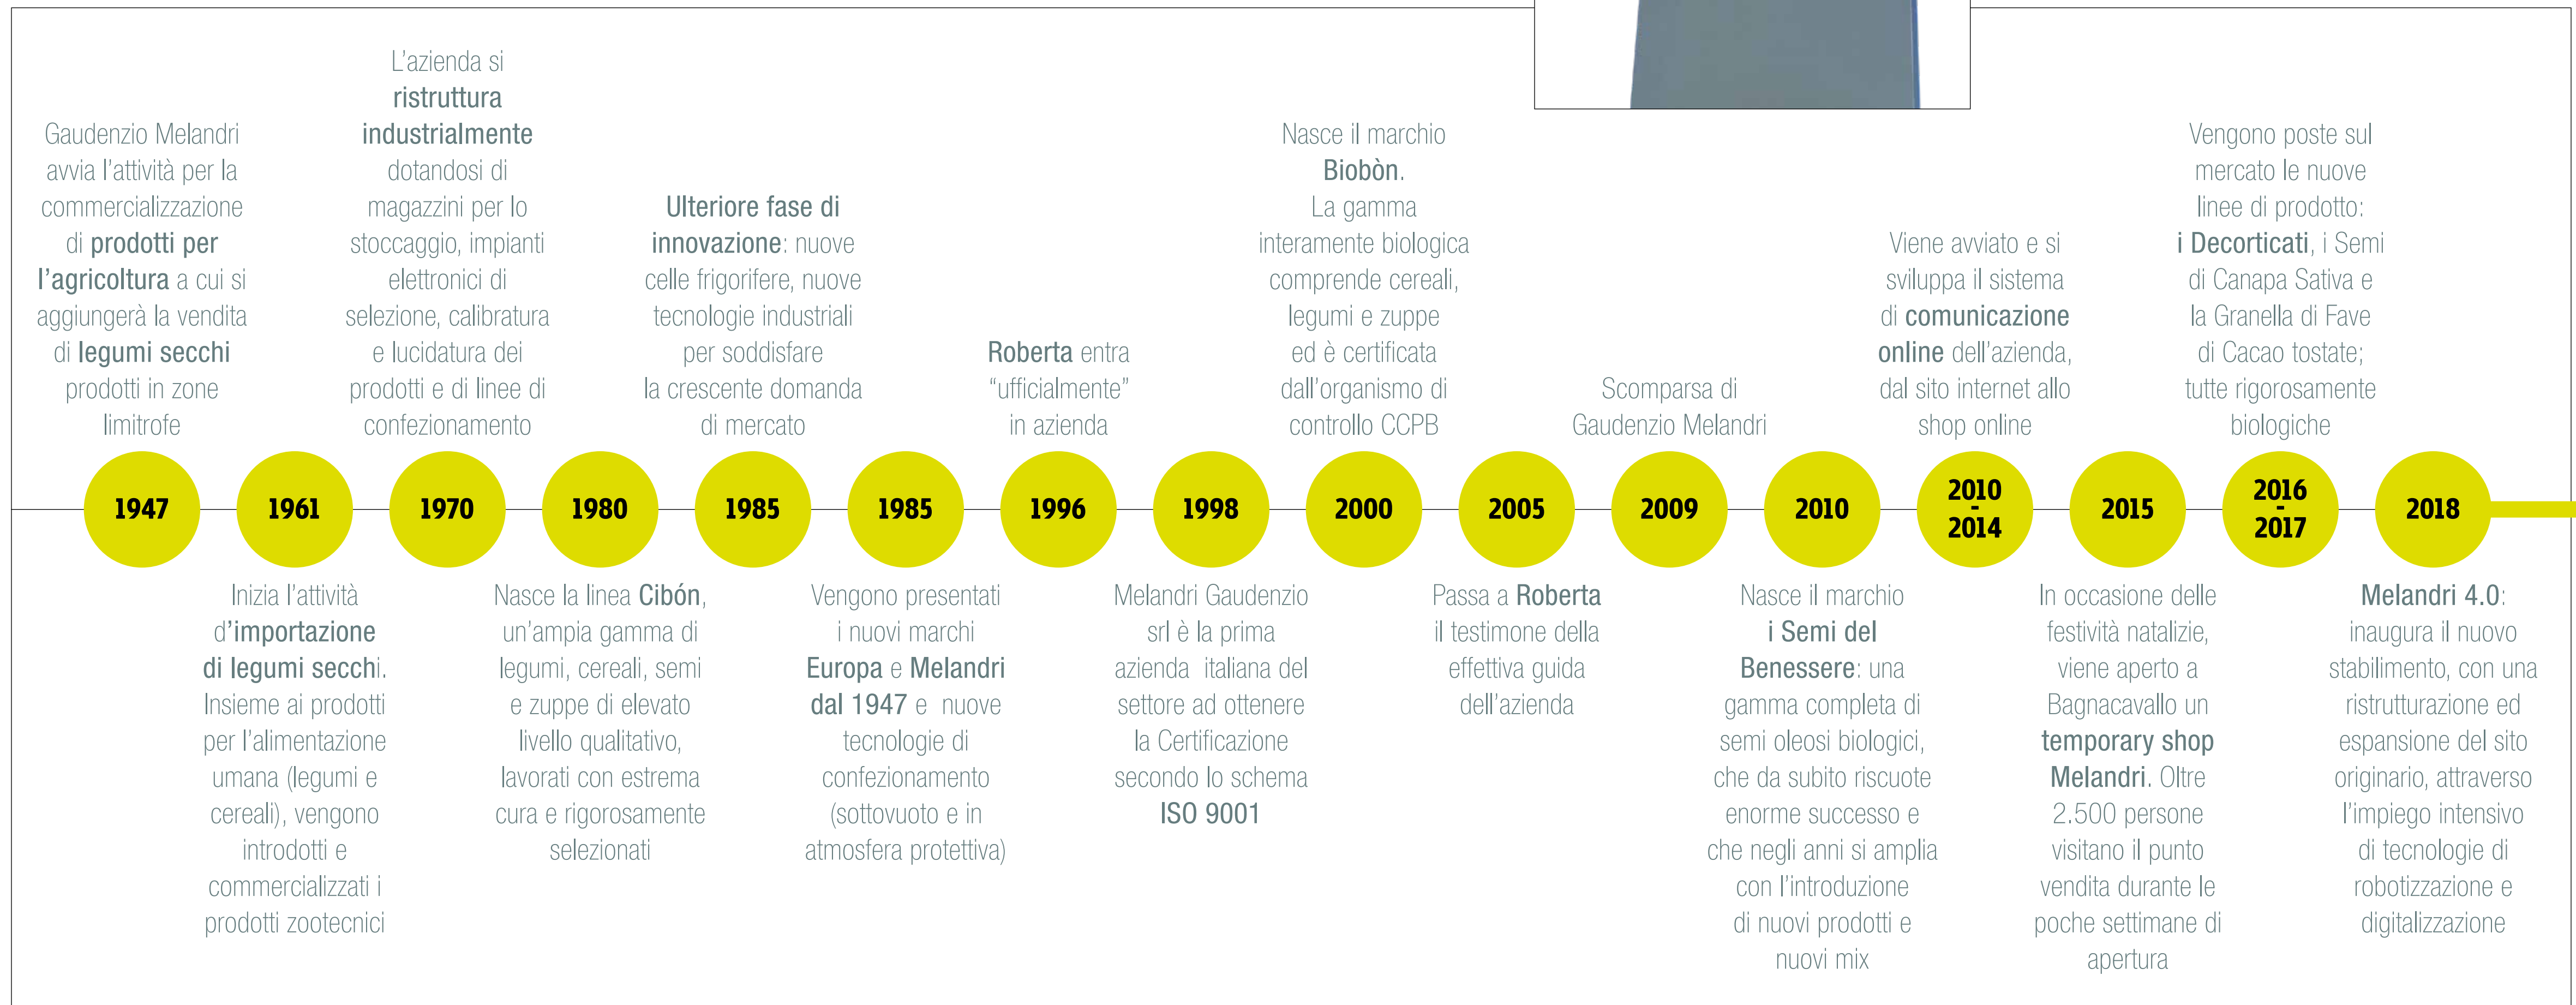 Gaudenzio Melandri
avvia l'attività per la
commercializzazione
di prodotti per
l'agricoltura a cui si
aggiungerà la vendita
di legumi secchi
prodotti in zone
limitrofe
1947
Inizia l'attività
d'importazione
di legumi secchi.
Insieme ai prodotti
per l'alimentazione
umana (legumi e
cereali), vengono
introdotti e
commercializzati i
prodotti zootecnici
1961
L'azienda si
ristruttura
industrialmente
dotandosi di
magazzini per lo
stoccaggio, impianti
elettronici di
selezione, calibratura
e lucidatura dei
prodotti e di linee di
confezionamento
1970
1980
Nasce la linea Cibón,
un'ampia gamma di
legumi, cereali, semi
e zuppe di elevato
livello qualitativo,
lavorati con estrema
cura e rigorosamente
selezionati
Ulteriore fase di
innovazione: nuove
celle frigorifere, nuove
tecnologie industriali
per soddisfare
la crescente domanda
di mercato
1985
1985
Vengono presentati
i nuovi marchi
Europa e Melandri
dal 1947 e  nuove
tecnologie di
confezionamento
(sottovuoto e in
atmosfera protettiva)
Roberta entra
“ufficialmente”
in azienda
1996
1998
Melandri Gaudenzio
srl è la prima
azienda  italiana del
settore ad ottenere
la Certificazione
secondo lo schema
ISO 9001
Nasce il marchio
Biobòn.
La gamma
interamente biologica
comprende cereali,
legumi e zuppe
ed è certificata
dall'organismo di
controllo CCPB
2000
2005
Passa a Roberta
il testimone della
effettiva guida
dell'azienda
Scomparsa di
Gaudenzio Melandri
2009
2010
Nasce il marchio
i Semi del
Benessere: una
gamma completa di
semi oleosi biologici,
che da subito riscuote
enorme successo e
che negli anni si amplia
con l'introduzione
di nuovi prodotti e
nuovi mix
Viene avviato e si
sviluppa il sistema
di comunicazione
online dell'azienda,
dal sito internet allo
shop online
2010
-
2014
2015
In occasione delle
festività natalizie,
viene aperto a
Bagnacavallo un
temporary shop
Melandri. Oltre
2.500 persone
visitano il punto
vendita durante le
poche settimane di
apertura
Vengono poste sul
mercato le nuove
linee di prodotto:
i Decorticati, i Semi
di Canapa Sativa e
la Granella di Fave
di Cacao tostate;
tutte rigorosamente
biologiche
2016
-
2017
2018
Melandri 4.0:
inaugura il nuovo
stabilimento, con una
ristrutturazione ed
espansione del sito
originario, attraverso
l'impiego intensivo
di tecnologie di
robotizzazione e
digitalizzazione